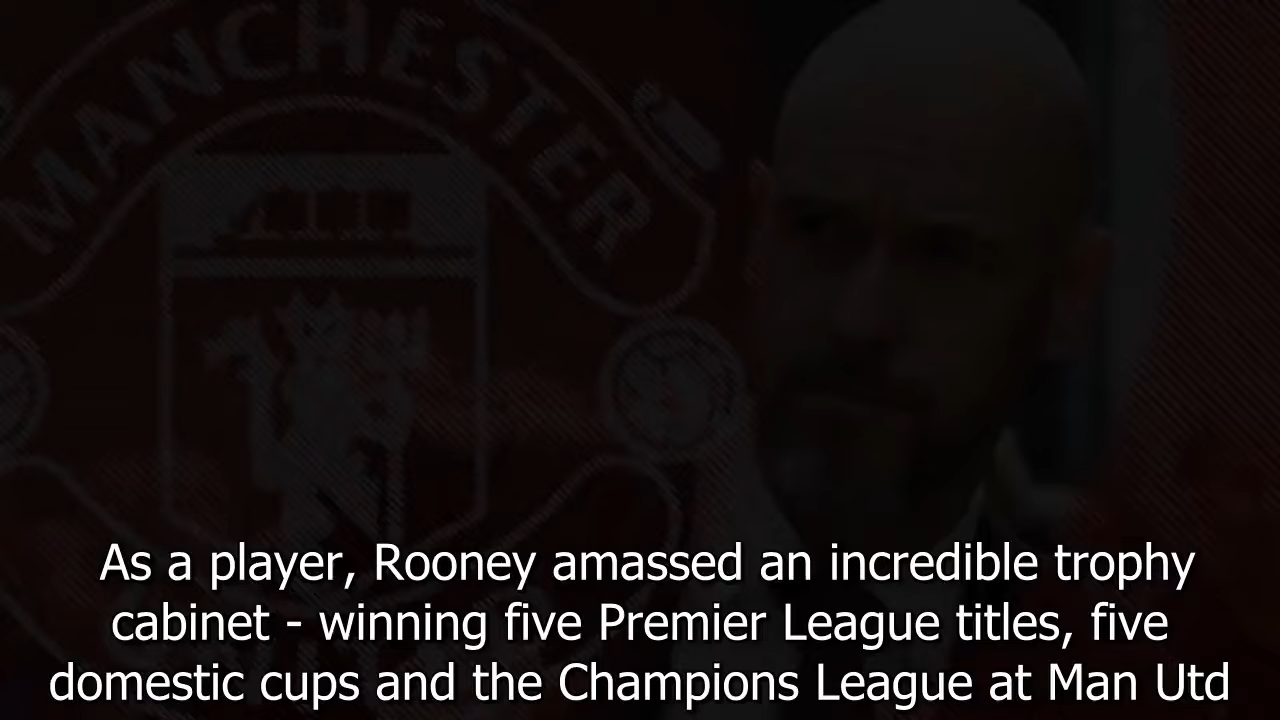 MANCHESTER
As a player, Rooney amassed an incredible trophy
cabinet - winning five Premier League titles, five
domestic cups and the Champions League at Man Utd